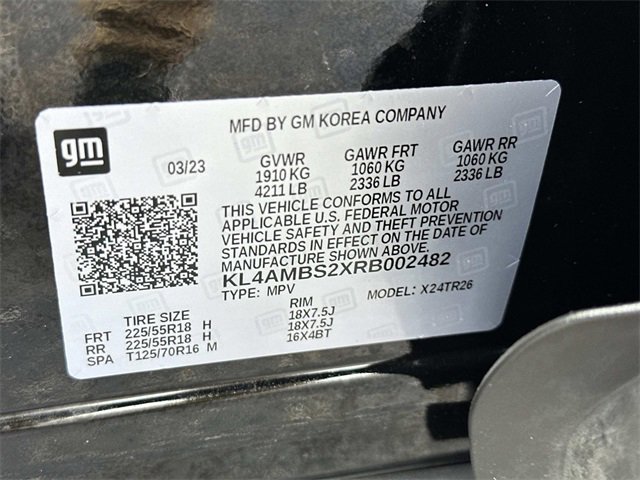 MFD BY GM KOREA COMPANY
gm
03/23 GVWR GAWR FRT GAWR RR
1910 KG 1060 KG 1060 KG
4211 LB 2336 LB 2336 LB
THIS VEHICLE CONFORMS TO ALL
APPLICABLE U.S. FEDERAL MOTOR
VEHICLE SAFETY AND THEFT PREVENTION
STANDARDS IN EFFECT ON THE DATE OF
MANUFACTURE SHOWN ABOVE.
KL4AMBS2XRB002482
TYPE: MPV MODEL: X24TR26
TIRE SIZE RIM
FRT 225/55R18 H 18X7.5J
RR 225/55R18 H 18X7.5J
SPA T125/70R16 M 16X4BT